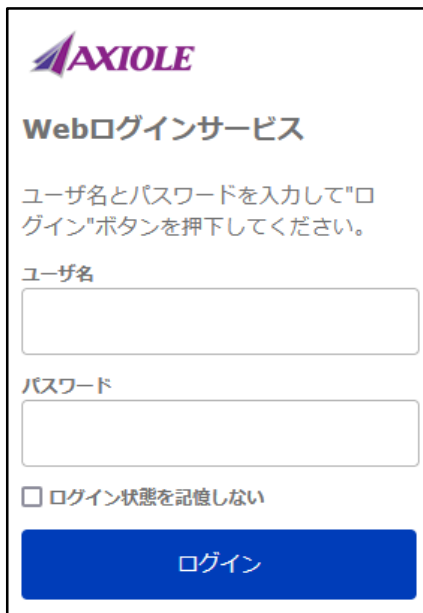 AXIOLE
Webログインサービス
ユーザ名とパスワードを入力して"ロ
グイン"ボタンを押下してください。
ユーザ名
パスワード
ログイン状態を記憶しない
ログイン